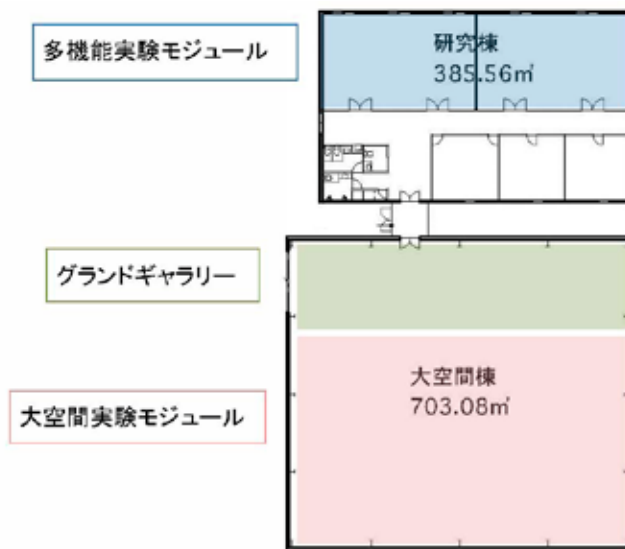 多機能実験モジュール
研究棟
385.56㎡
グランドギャラリー
大空間棟
703.08㎡
大空間実験モジュール